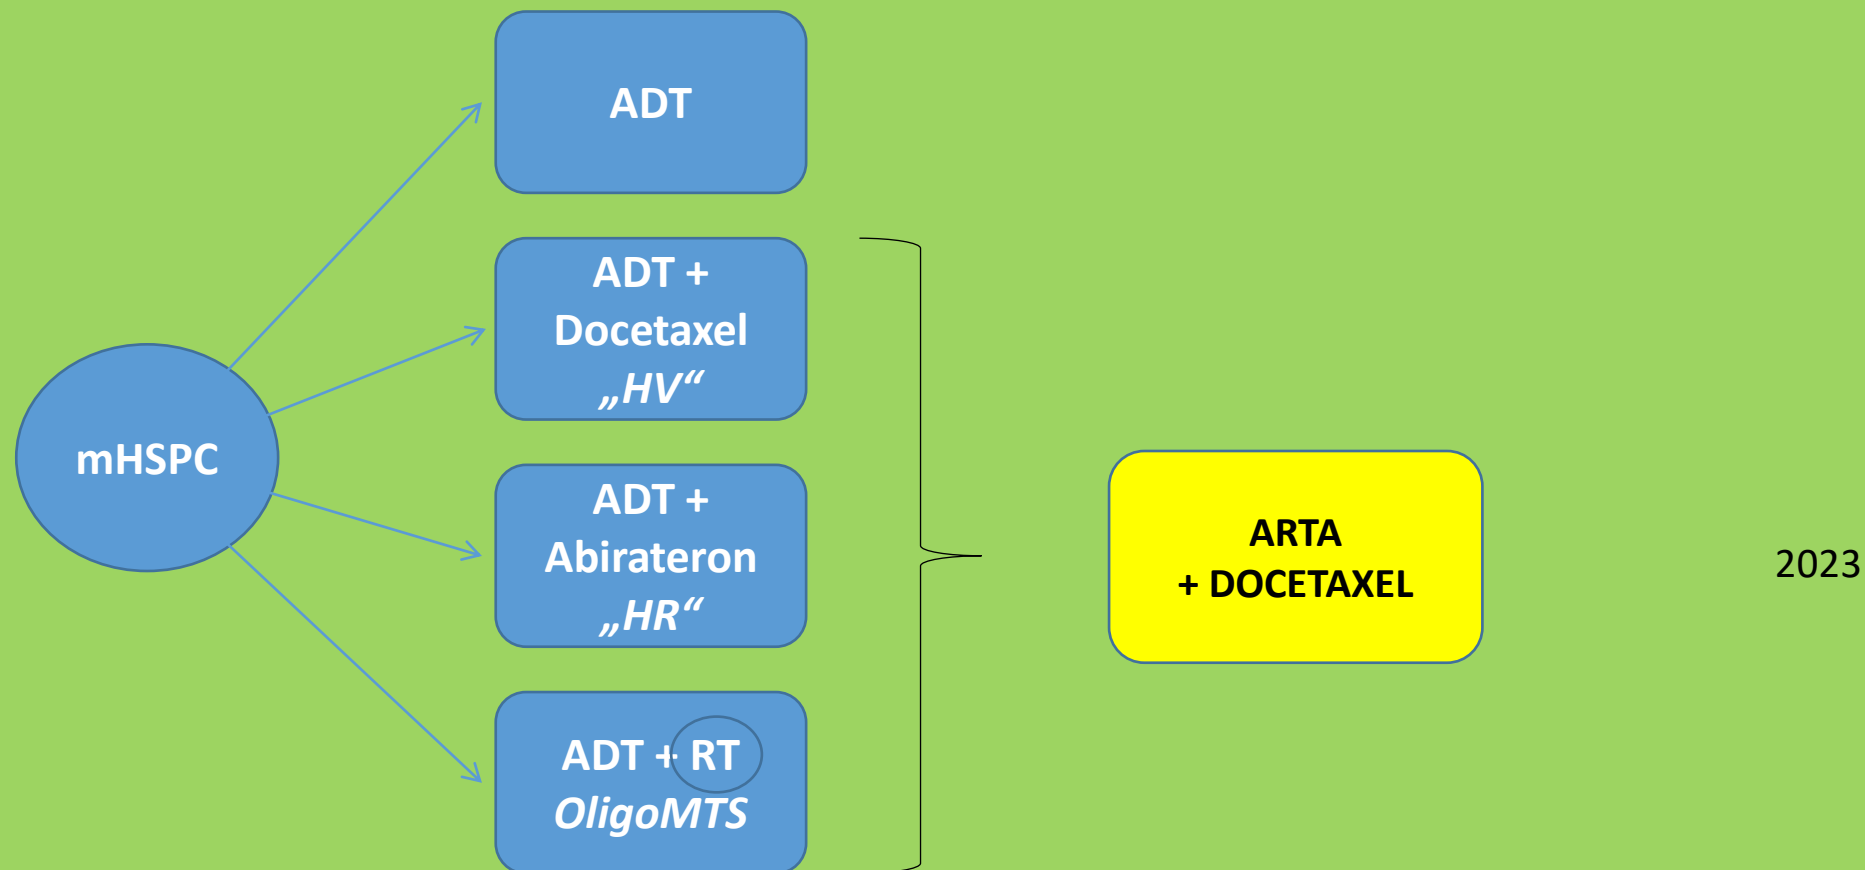 ADT
ADT +
Docetaxel
„HV“
mHSPC
ADT +
Abirateron
„HR“
ARTA
+ DOCETAXEL
2023
ADT + RT
OligoMTS